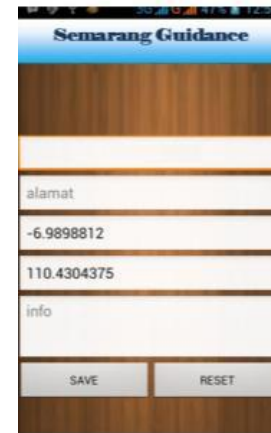 Semarang Guidance
alamat
-6.9898812
110.4304375
info
SAVE RESET